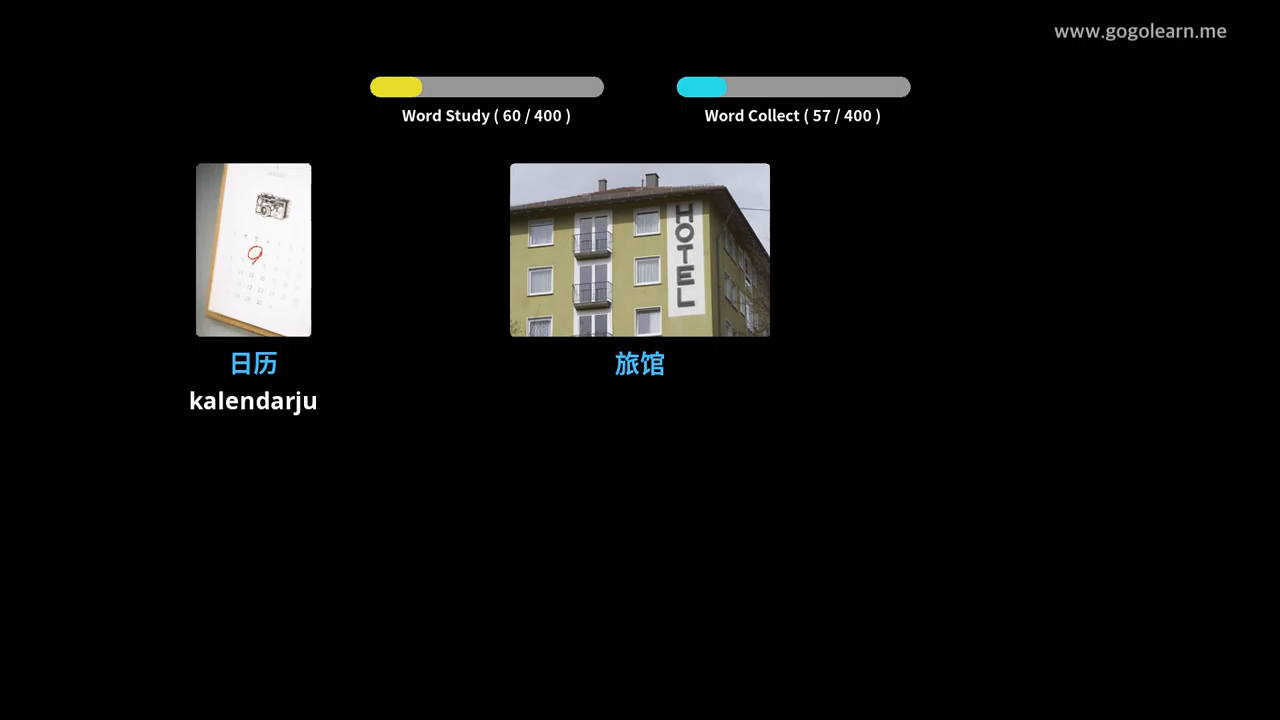 www.gogolearn.me
Word Study ( 60 / 400 )
Word Collect ( 57 / 400 )
HOTEL
日历
旅馆
kalendarju